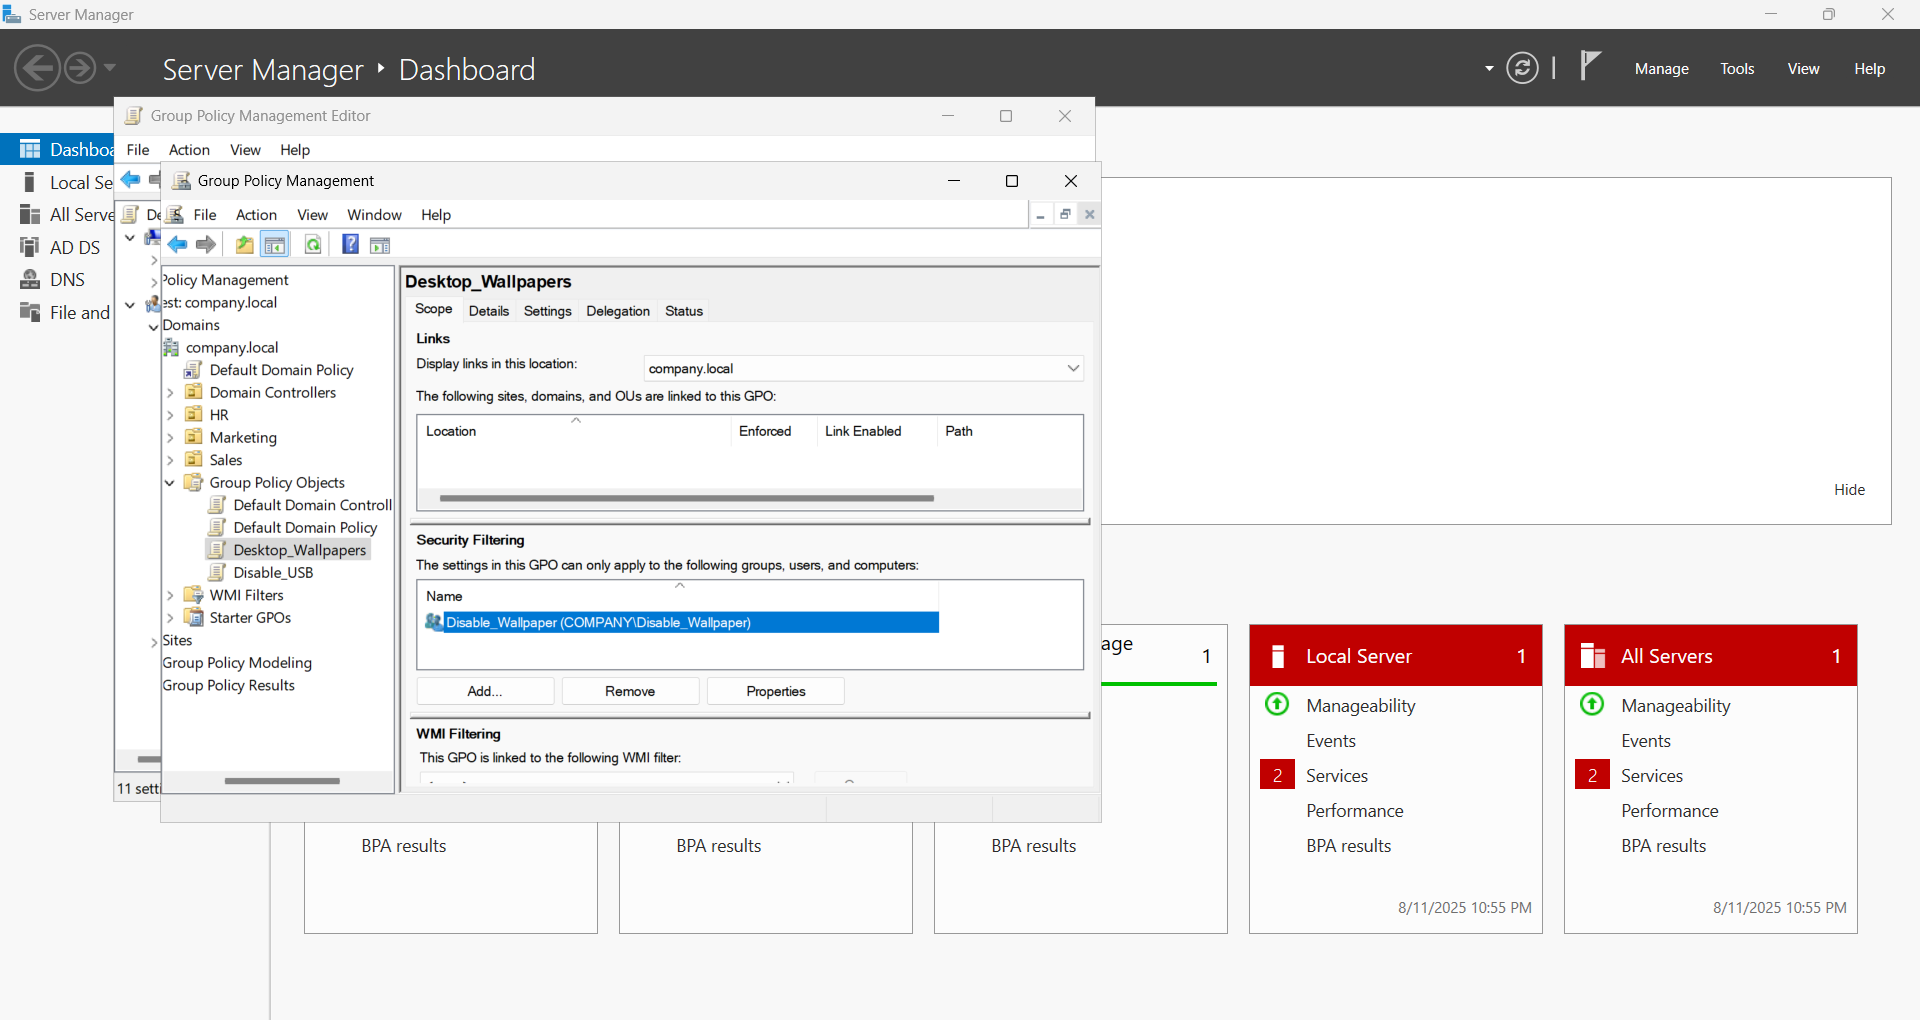 Server Manager
Server Manager
Dashboard
Manage
Tools
View
Help
Group Policy Management Editor
File
Action
View
Help
Group Policy Management
File
Action
View
Window
Help
Dashboa
Local Se
All Serve
AD DS
DNS
File and
De
Policy Management
est: company.local
Domains
company.local
Default Domain Policy
Domain Controllers
HR
Marketing
Sales
Group Policy Objects
Default Domain Controll
Default Domain Policy
Desktop_Wallpapers
Disable_USB
WMI Filters
Starter GPOs
Sites
Group Policy Modeling
Group Policy Results
11 setti
Desktop_Wallpapers
Scope
Details
Settings
Delegation
Status
Links
Display links in this location:
company.local
The following sites, domains, and OUs are linked to this GPO:
Location
Enforced
Link Enabled
Path
Security Filtering
The settings in this GPO can only apply to the following groups, users, and computers:
Name
Disable_Wallpaper (COMPANY\Disable_Wallpaper)
Add...
Remove
Properties
WMI Filtering
This GPO is linked to the following WMI filter:
Hide
BPA results
BPA results
age
1
BPA results
Local Server
1
Manageability
Events
2
Services
Performance
BPA results
8/11/2025 10:55 PM
All Servers
1
Manageability
Events
2
Services
Performance
BPA results
8/11/2025 10:55 PM